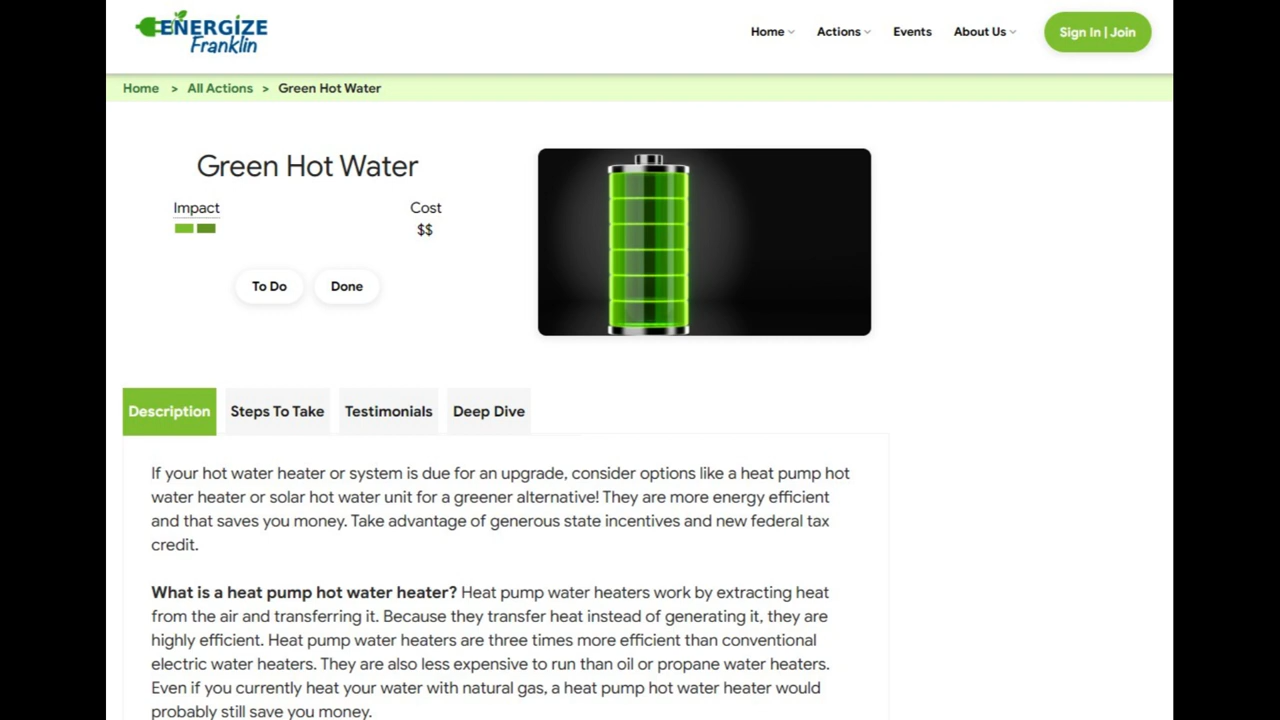 ENERGIZE
Franklin
Home
Actions
Events
About Us
Sign In | Join
Home > All Actions > Green Hot Water
Green Hot Water
Impact
Cost
$$
To Do
Done
Description
Steps To Take
Testimonials
Deep Dive
If your hot water heater or system is due for an upgrade, consider options like a heat pump hot
water heater or solar hot water unit for a greener alternative! They are more energy efficient
and that saves you money. Take advantage of generous state incentives and new federal tax
credit.
What is a heat pump hot water heater? Heat pump water heaters work by extracting heat
from the air and transferring it. Because they transfer heat instead of generating it, they are
highly efficient. Heat pump water heaters are three times more efficient than conventional
electric water heaters. They are also less expensive to run than oil or propane water heaters.
Even if you currently heat your water with natural gas, a heat pump hot water heater would
probably still save you money.